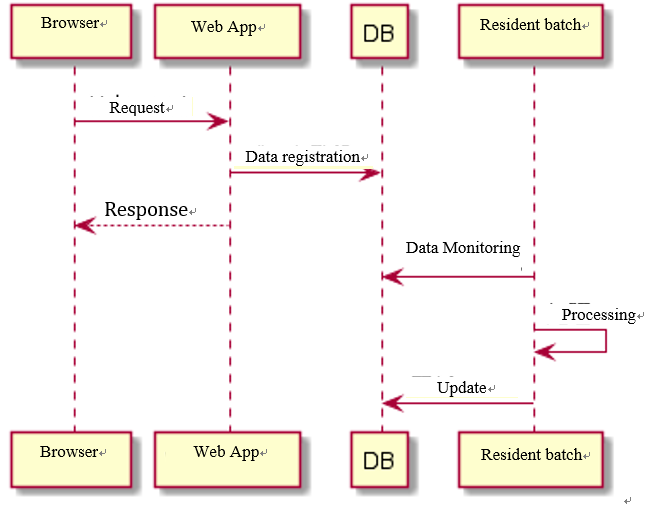 Browser
Web App
DB
Resident batch
Request
Data registration
Response
Data Monitoring
Processing
Update
Browser
Web App
DB
Resident batch